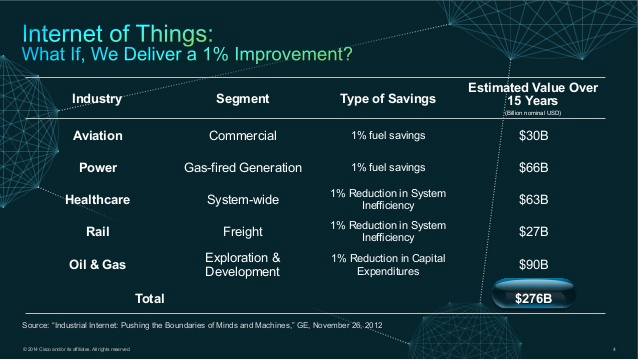 Internet of Things:
What If, We Deliver a 1% Improvement?
Industry Segment Type of Savings Estimated Value Over
15 Years
(Billion nominal USD)
Aviation Commercial 1% fuel savings $30B
Power Gas-fired Generation 1% fuel savings $66B
Healthcare System-wide 1% Reduction in System
Inefficiency $63B
Rail Freight 1% Reduction in System
Inefficiency $27B
Oil & Gas Exploration &
Development 1% Reduction in Capital
Expenditures $90B
Total $276B
Source: “Industrial Internet: Pushing the Boundaries of Minds and Machines,” GE, November 26, 2012
© 2014 Cisco and/or its affiliates. All rights reserved. 4